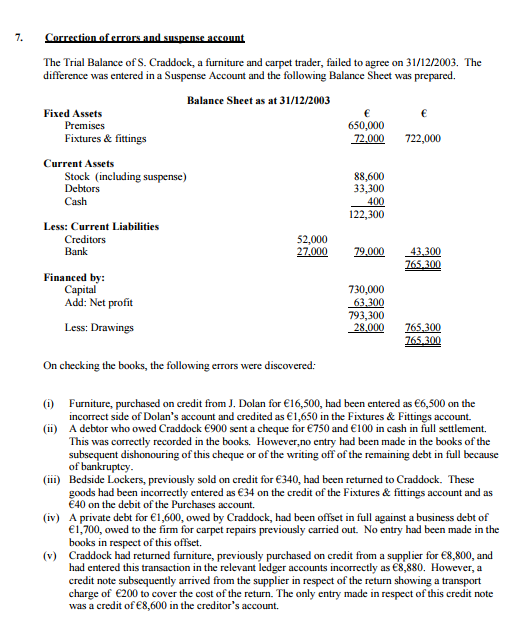 7. Correction of errors and suspense account
The Trial Balance of S. Craddock, a furniture and carpet trader, failed to agree on 31/12/2003. The
difference was entered in a Suspense Account and the following Balance Sheet was prepared.
Balance Sheet as at 31/12/2003
Fixed Assets € €
Premises 650,000
Fixtures & fittings 72,000 722,000
Current Assets
Stock (including suspense) 88,600
Debtors 33,300
Cash 400
122,300
Less: Current Liabilities
Creditors 52,000
Bank 27,000 79,000 43,300
765,300
Financed by:
Capital 730,000
Add: Net profit 63,300
793,300
Less: Drawings 28,000 765,300
765,300
On checking the books, the following errors were discovered:
(i) Furniture, purchased on credit from J. Dolan for €16,500, had been entered as €6,500 on the
incorrect side of Dolan's account and credited as €1,650 in the Fixtures & Fittings account.
(ii) A debtor who owed Craddock €900 sent a cheque for €750 and €100 in cash in full settlement.
This was correctly recorded in the books. However,no entry had been made in the books of the
subsequent dishonouring of this cheque or of the writing off of the remaining debt in full because
of bankruptcy.
(iii) Bedside Lockers, previously sold on credit for €340, had been returned to Craddock. These
goods had been incorrectly entered as €34 on the credit of the Fixtures & fittings account and as
€40 on the debit of the Purchases account.
(iv) A private debt for €1,600, owed by Craddock, had been offset in full against a business debt of
€1,700, owed to the firm for carpet repairs previously carried out. No entry had been made in the
books in respect of this offset.
(v) Craddock had returned furniture, previously purchased on credit from a supplier for €8,800, and
had entered this transaction in the relevant ledger accounts incorrectly as €8,880. However, a
credit note subsequently arrived from the supplier in respect of the return showing a transport
charge of €200 to cover the cost of the return. The only entry made in respect of this credit note
was a credit of €8,600 in the creditor's account.